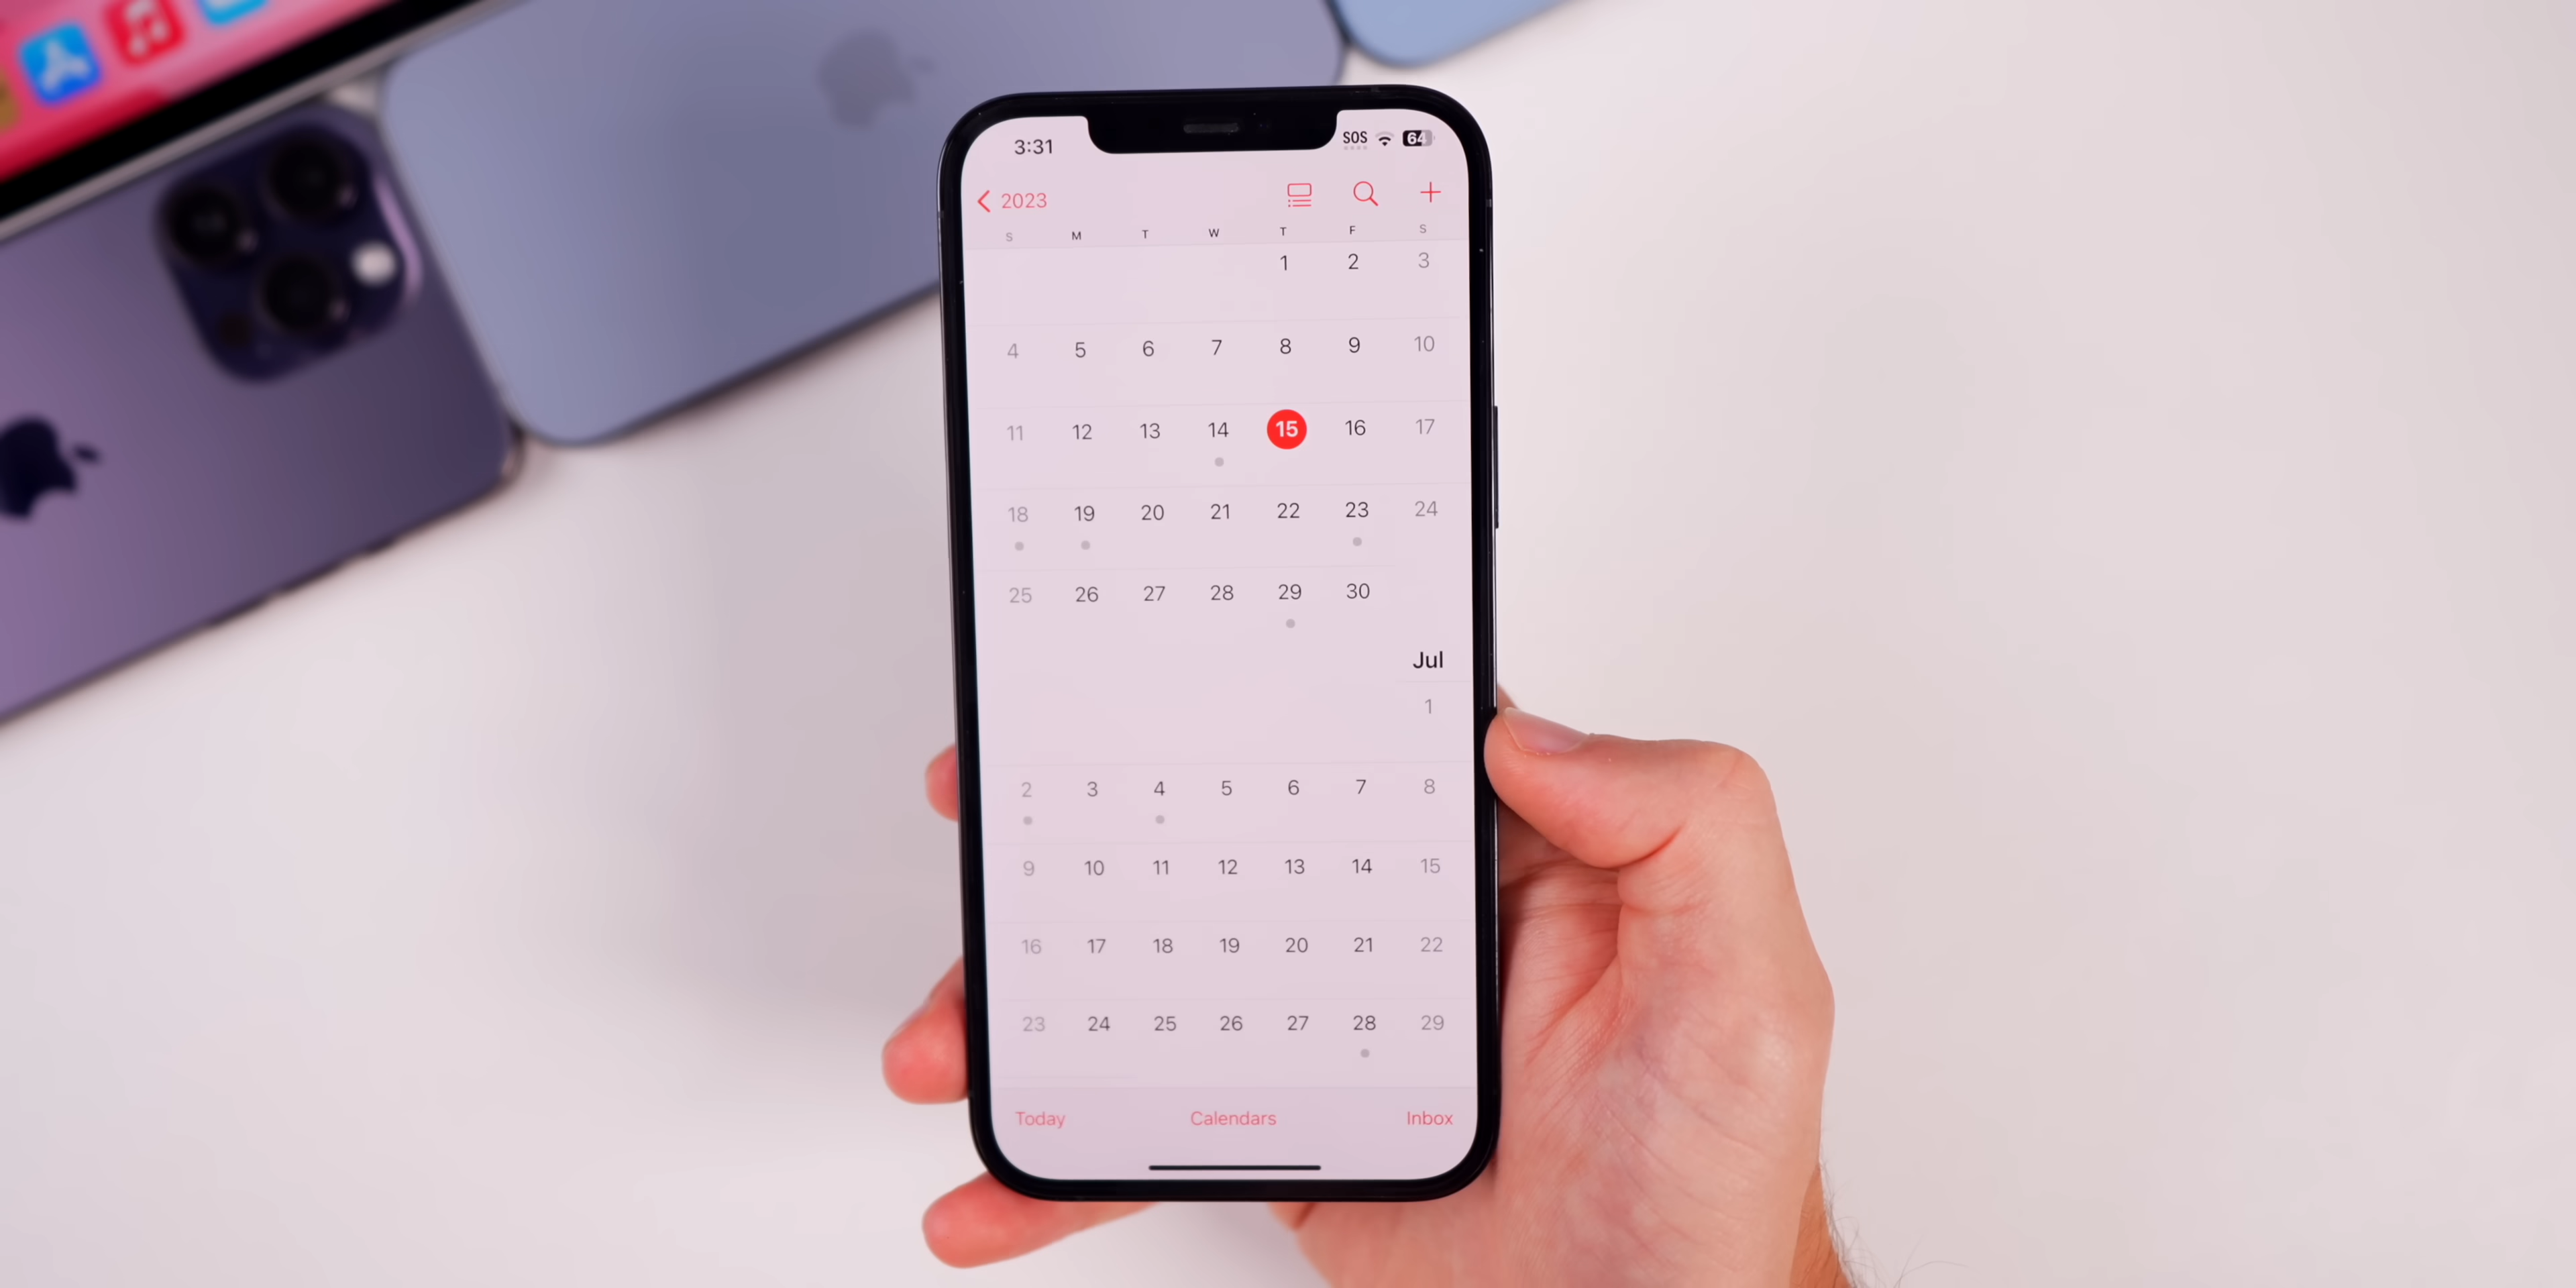 3:31 SOS 64
2023
S M T W T F S
1 2 3
4 5 6 7 8 9 10
11 12 13 14 15 16 17
18 19 20 21 22 23 24
25 26 27 28 29 30
Jul
1
2 3 4 5 6 7 8
9 10 11 12 13 14 15
16 17 18 19 20 21 22
23 24 25 26 27 28 29
Today Calendars Inbox